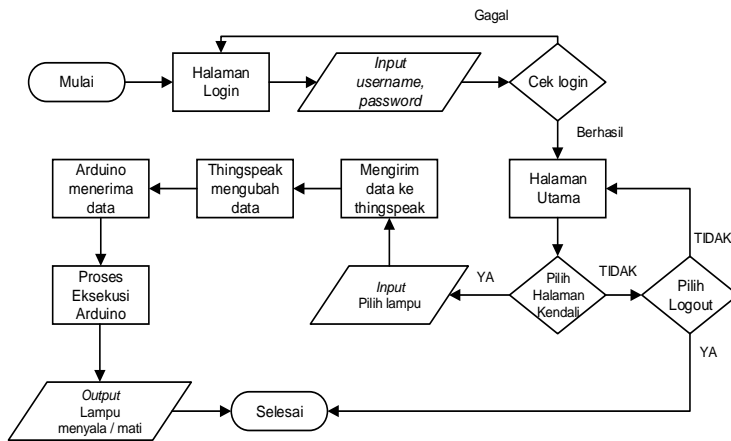 Gagal
Mulai
Halaman
Login
Input
username,
password
Cek login
Berhasil
Arduino
menerima
data
Thingspeak
mengubah
data
Mengirim
data ke
thingspeak
Halaman
Utama
TIDAK
Proses
Eksekusi
Arduino
Input
Pilih lampu
YA
Pilih
Halaman
Kendali
TIDAK
Pilih
Logout
YA
Output
Lampu
menyala / mati
Selesai